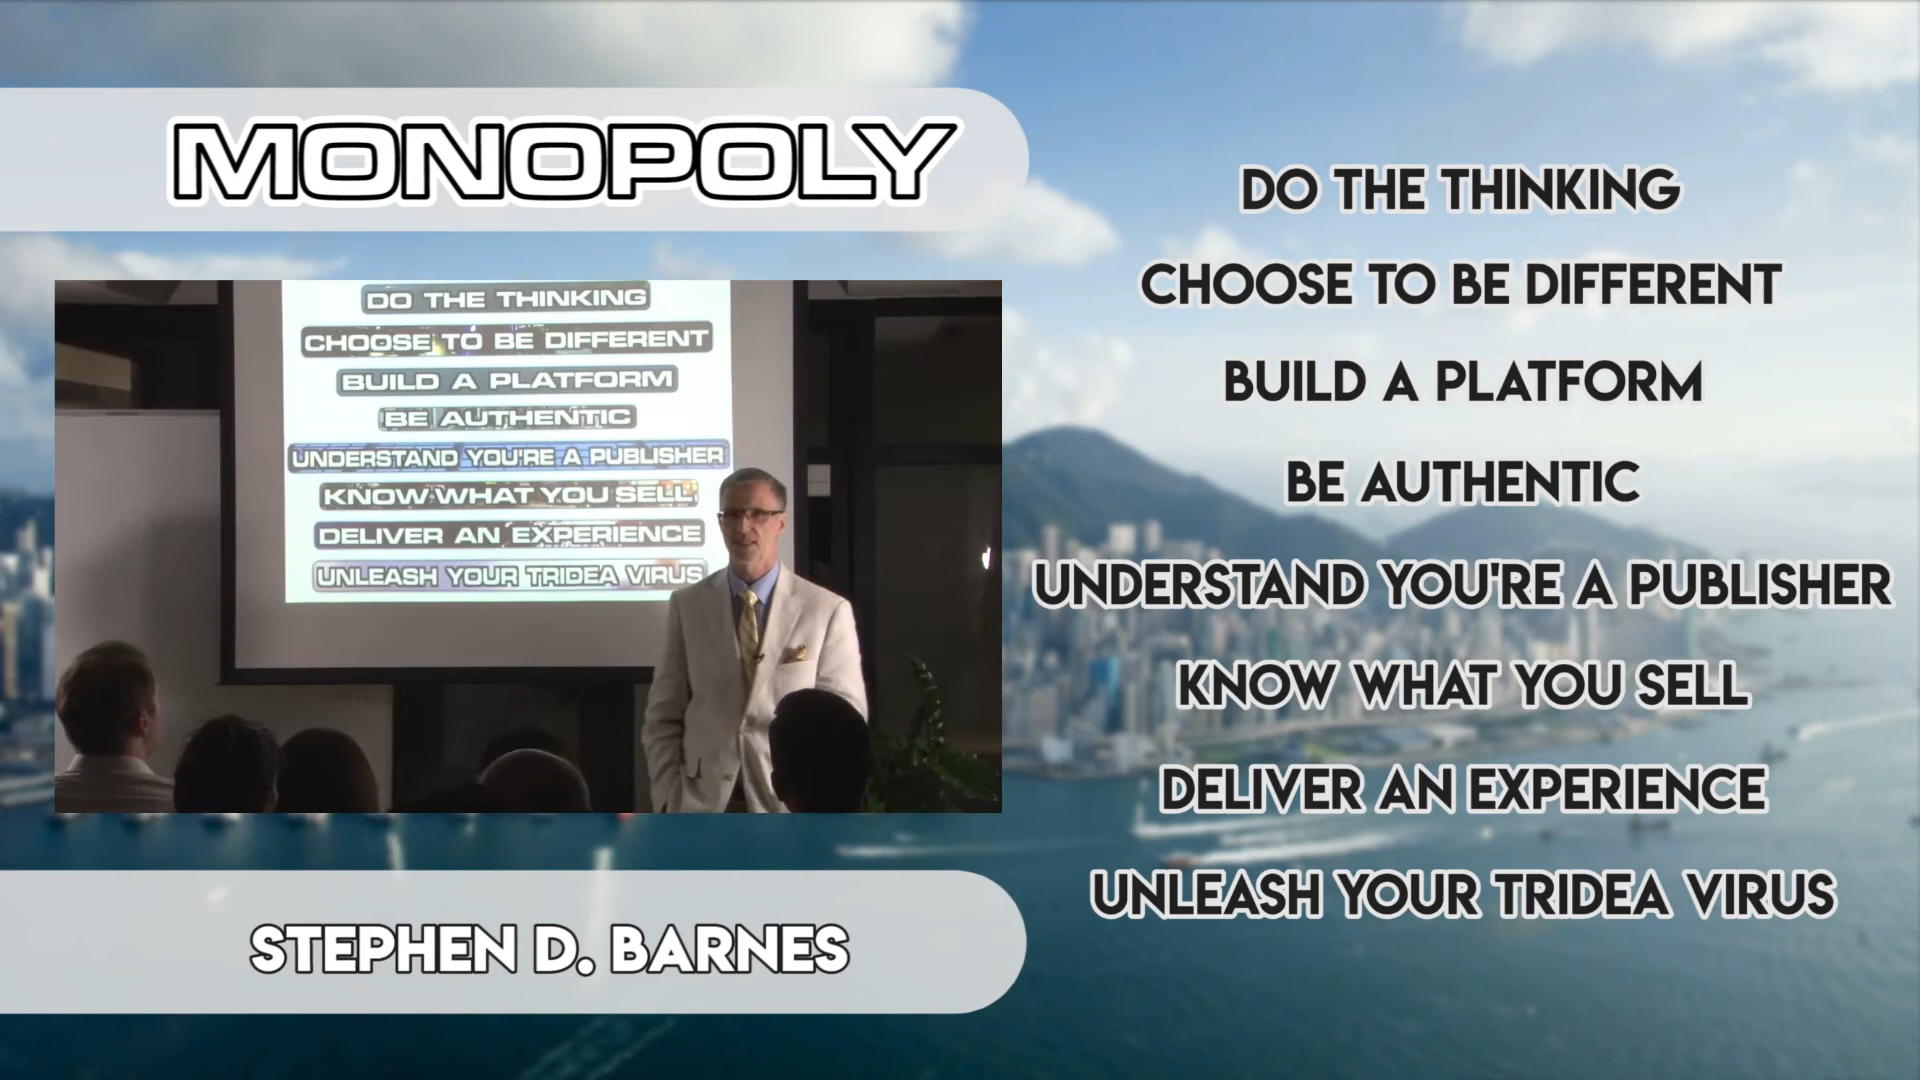 MONOPOLY
DO THE THINKING
CHOOSE TO BE DIFFERENT
BUILD A PLATFORM
BE AUTHENTIC
UNDERSTAND YOU'RE A PUBLISHER
KNOW WHAT YOU SELL
DELIVER AN EXPERIENCE
UNLEASH YOUR TRIDEA VIRUS
STEPHEN D. BARNES
DO THE THINKING
CHOOSE TO BE DIFFERENT
BUILD A PLATFORM
BE AUTHENTIC
UNDERSTAND YOU'RE A PUBLISHER
KNOW WHAT YOU SELL
DELIVER AN EXPERIENCE
UNLEASH YOUR TRIDEA VIRUS